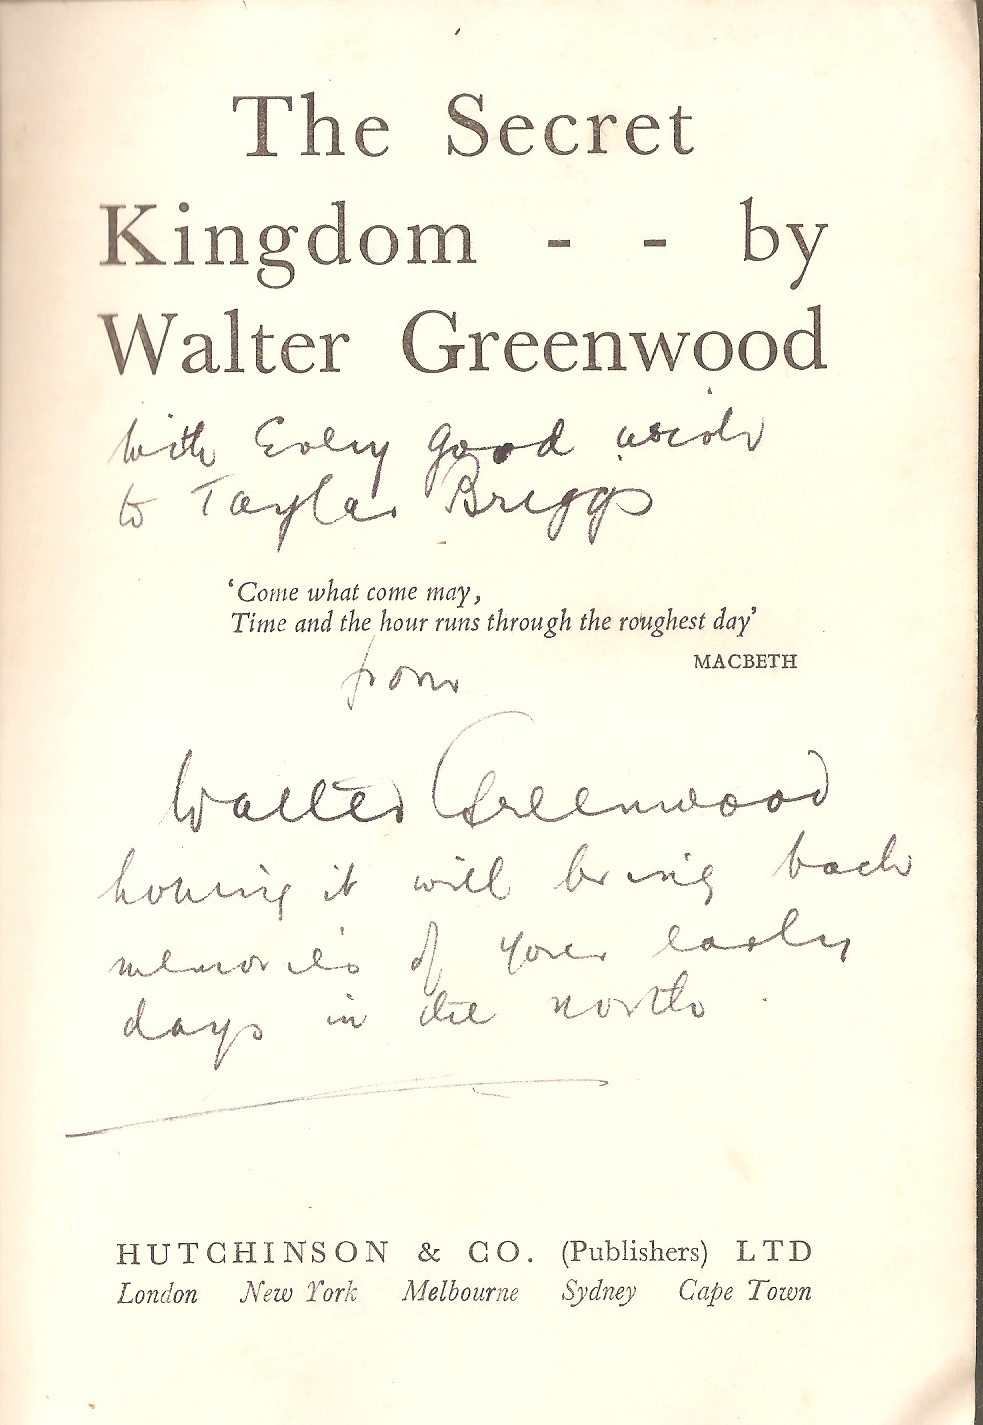 The Secret
Kingdom - - by
Walter Greenwood
With Every good wish
to Taylor Briggs
‘Come what come may,
Time and the hour runs through the roughest day’
MACBETH
from
Walter Greenwood
hoping it will bring back
memories of your early
days in the north.
HUTCHINSON & CO. (Publishers) LTD
London New York Melbourne Sydney Cape Town